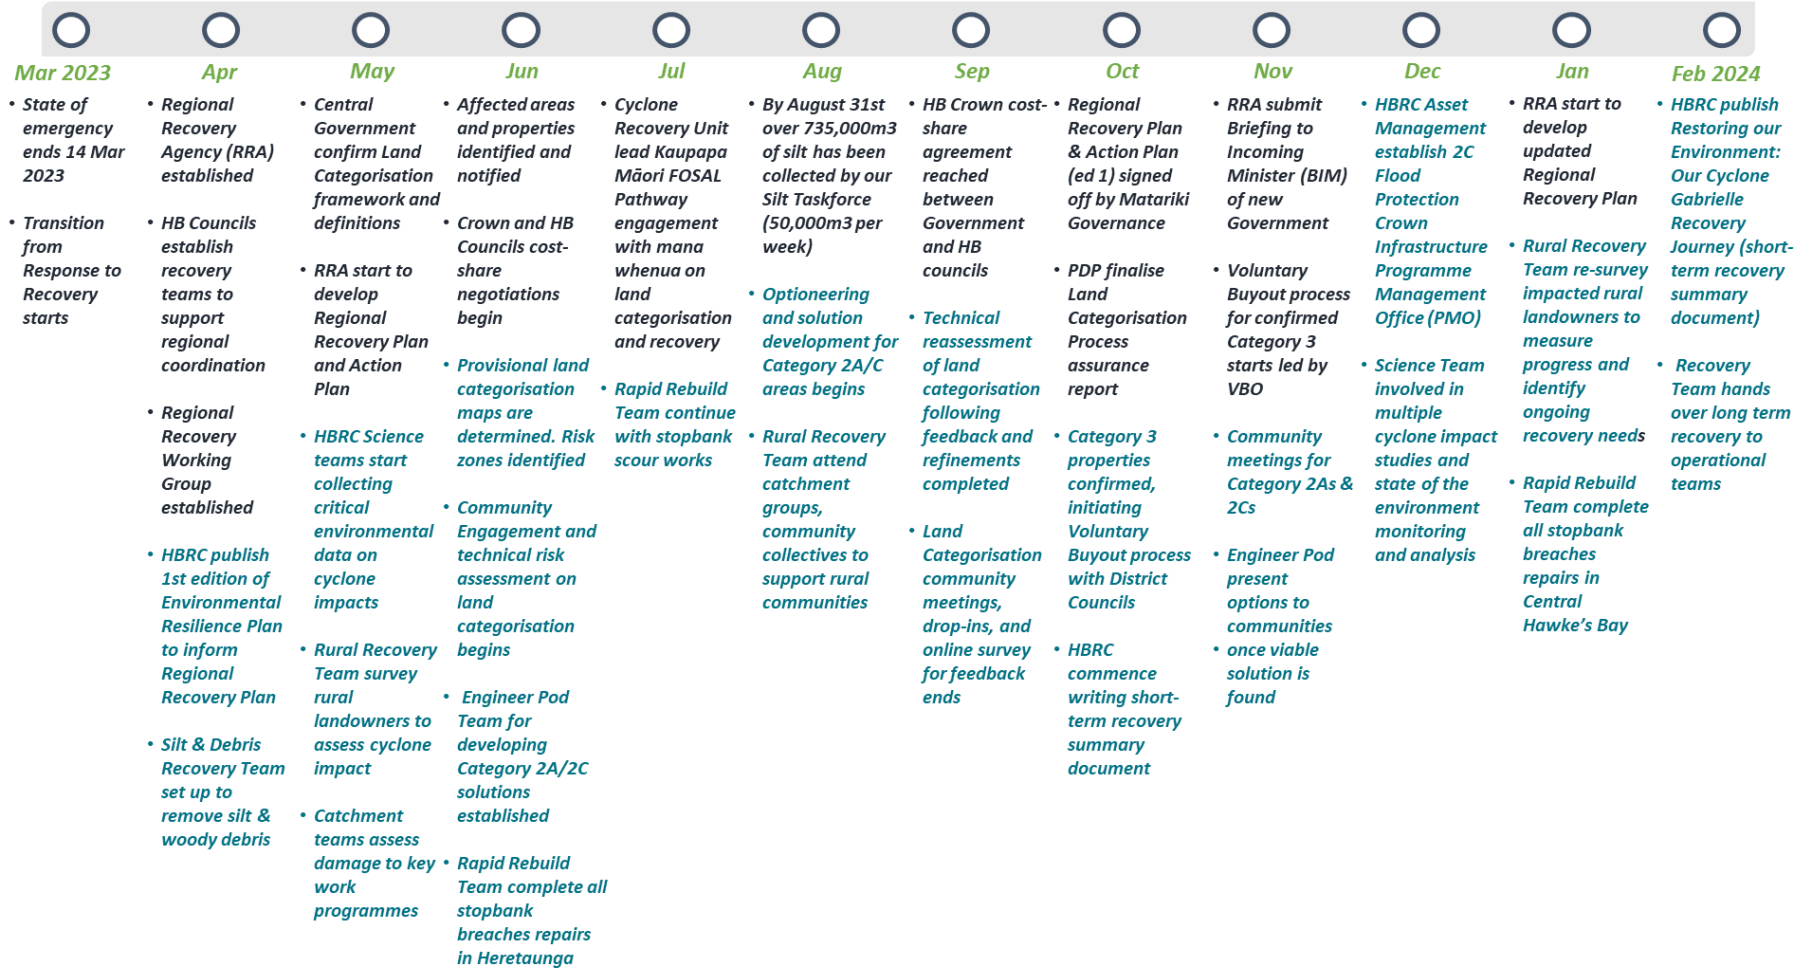 Mar 2023
State of
emergency
ends 14 Mar
2023
Transition
from
Response to
Recovery
starts
Apr
Regional
Recovery
Agency (RRA)
established
HB Councils
establish
recovery
teams to
support
regional
coordination
Regional
Recovery
Working
Group
established
HBRC publish
1st edition of
Environmental
Resilience Plan
to inform
Regional
Recovery Plan
Silt & Debris
Recovery Team
set up to
remove silt &
woody debris
May
Central
Government
confirm Land
Categorisation
framework and
definitions
RRA start to
develop
Regional
Recovery Plan
and Action
Plan
HBRC Science
teams start
collecting
critical
environmental
data on
cyclone
impacts
Rural Recovery
Team survey
rural
landowners to
assess cyclone
impact
Catchment
teams assess
damage to key
work
programmes
Jun
Affected areas
and properties
identified and
notified
Crown and HB
Councils cost-
share
negotiations
begin
Provisional land
categorisation
maps are
determined. Risk
zones identified
Community
Engagement and
technical risk
assessment on
land
categorisation
begins
Engineer Pod
Team for
developing
Category 2A/2C
solutions
established
Rapid Rebuild
Team complete all
stopbank
breaches repairs
in Heretaunga
Jul
Cyclone
Recovery Unit
lead Kaupapa
Māori FOSAL
Pathway
engagement
with mana
whenua on
land
categorisation
and recovery
Rapid Rebuild
Team continue
with stopbank
scour works
Aug
By August 31st
over 735,000m3
of silt has been
collected by our
Silt Taskforce
(50,000m3 per
week)
Optioneering
and solution
development for
Category 2A/C
areas begins
Rural Recovery
Team attend
catchment
groups,
community
collectives to
support rural
communities
Sep
HB Crown cost-
share
agreement
reached
between
Government
and HB
councils
Technical
reassessment
of land
categorisation
following
feedback and
refinements
completed
Land
Categorisation
community
meetings,
drop-ins, and
online survey
for feedback
ends
Oct
Regional
Recovery Plan
& Action Plan
(ed 1) signed
off by Matariki
Governance
PDP finalise
Land
Categorisation
Process
assurance
report
Category 3
properties
confirmed,
initiating
Voluntary
Buyout process
with District
Councils
HBRC
commence
writing short-
term recovery
summary
document
Nov
RRA submit
Briefing to
Incoming
Minister (BIM)
of new
Government
Voluntary
Buyout process
for confirmed
Category 3
starts led by
VBO
Community
meetings for
Category 2As &
2Cs
Engineer Pod
present
options to
communities
once viable
solution is
found
Dec
HBRC Asset
Management
establish 2C
Flood
Protection
Crown
Infrastructure
Programme
Management
Office (PMO)
Science Team
involved in
multiple
cyclone impact
studies and
state of the
environment
monitoring
and analysis
Jan
RRA start to
develop
updated
Regional
Recovery Plan
Rural Recovery
Team re-survey
impacted rural
landowners to
measure
progress and
identify
ongoing
recovery needs
Rapid Rebuild
Team complete
all stopbank
breaches
repairs in
Central
Hawke's Bay
Feb 2024
HBRC publish
Restoring our
Environment:
Our Cyclone
Gabrielle
Recovery
Journey (short-
term recovery
summary
document)
Recovery
Team hands
over long term
recovery to
operational
teams